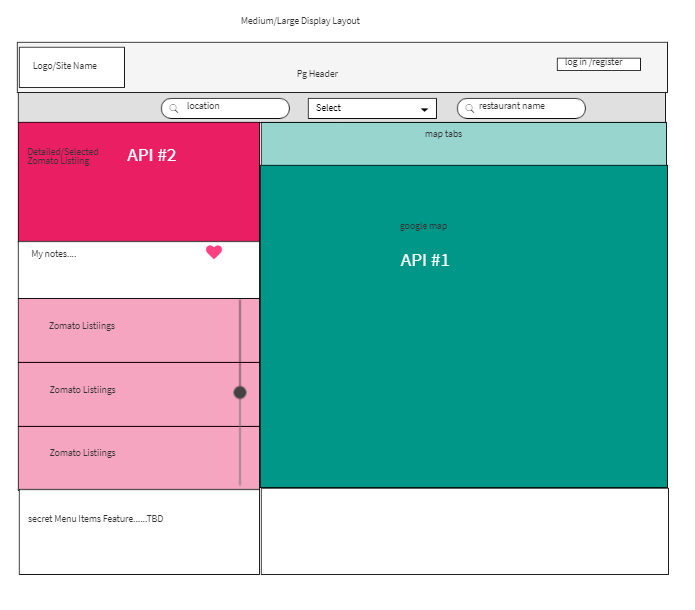 Medium/Large Display Layout
Logo/Site Name
log in /register
Pg Header
location
Select
restaurant name
map tabs
Detailed/Selected
Zomato Listiing
API #2
google map
API #1
My notes....
Zomato Listiings
Zomato Listiings
Zomato Listiings
secret Menu Items Feature......TBD